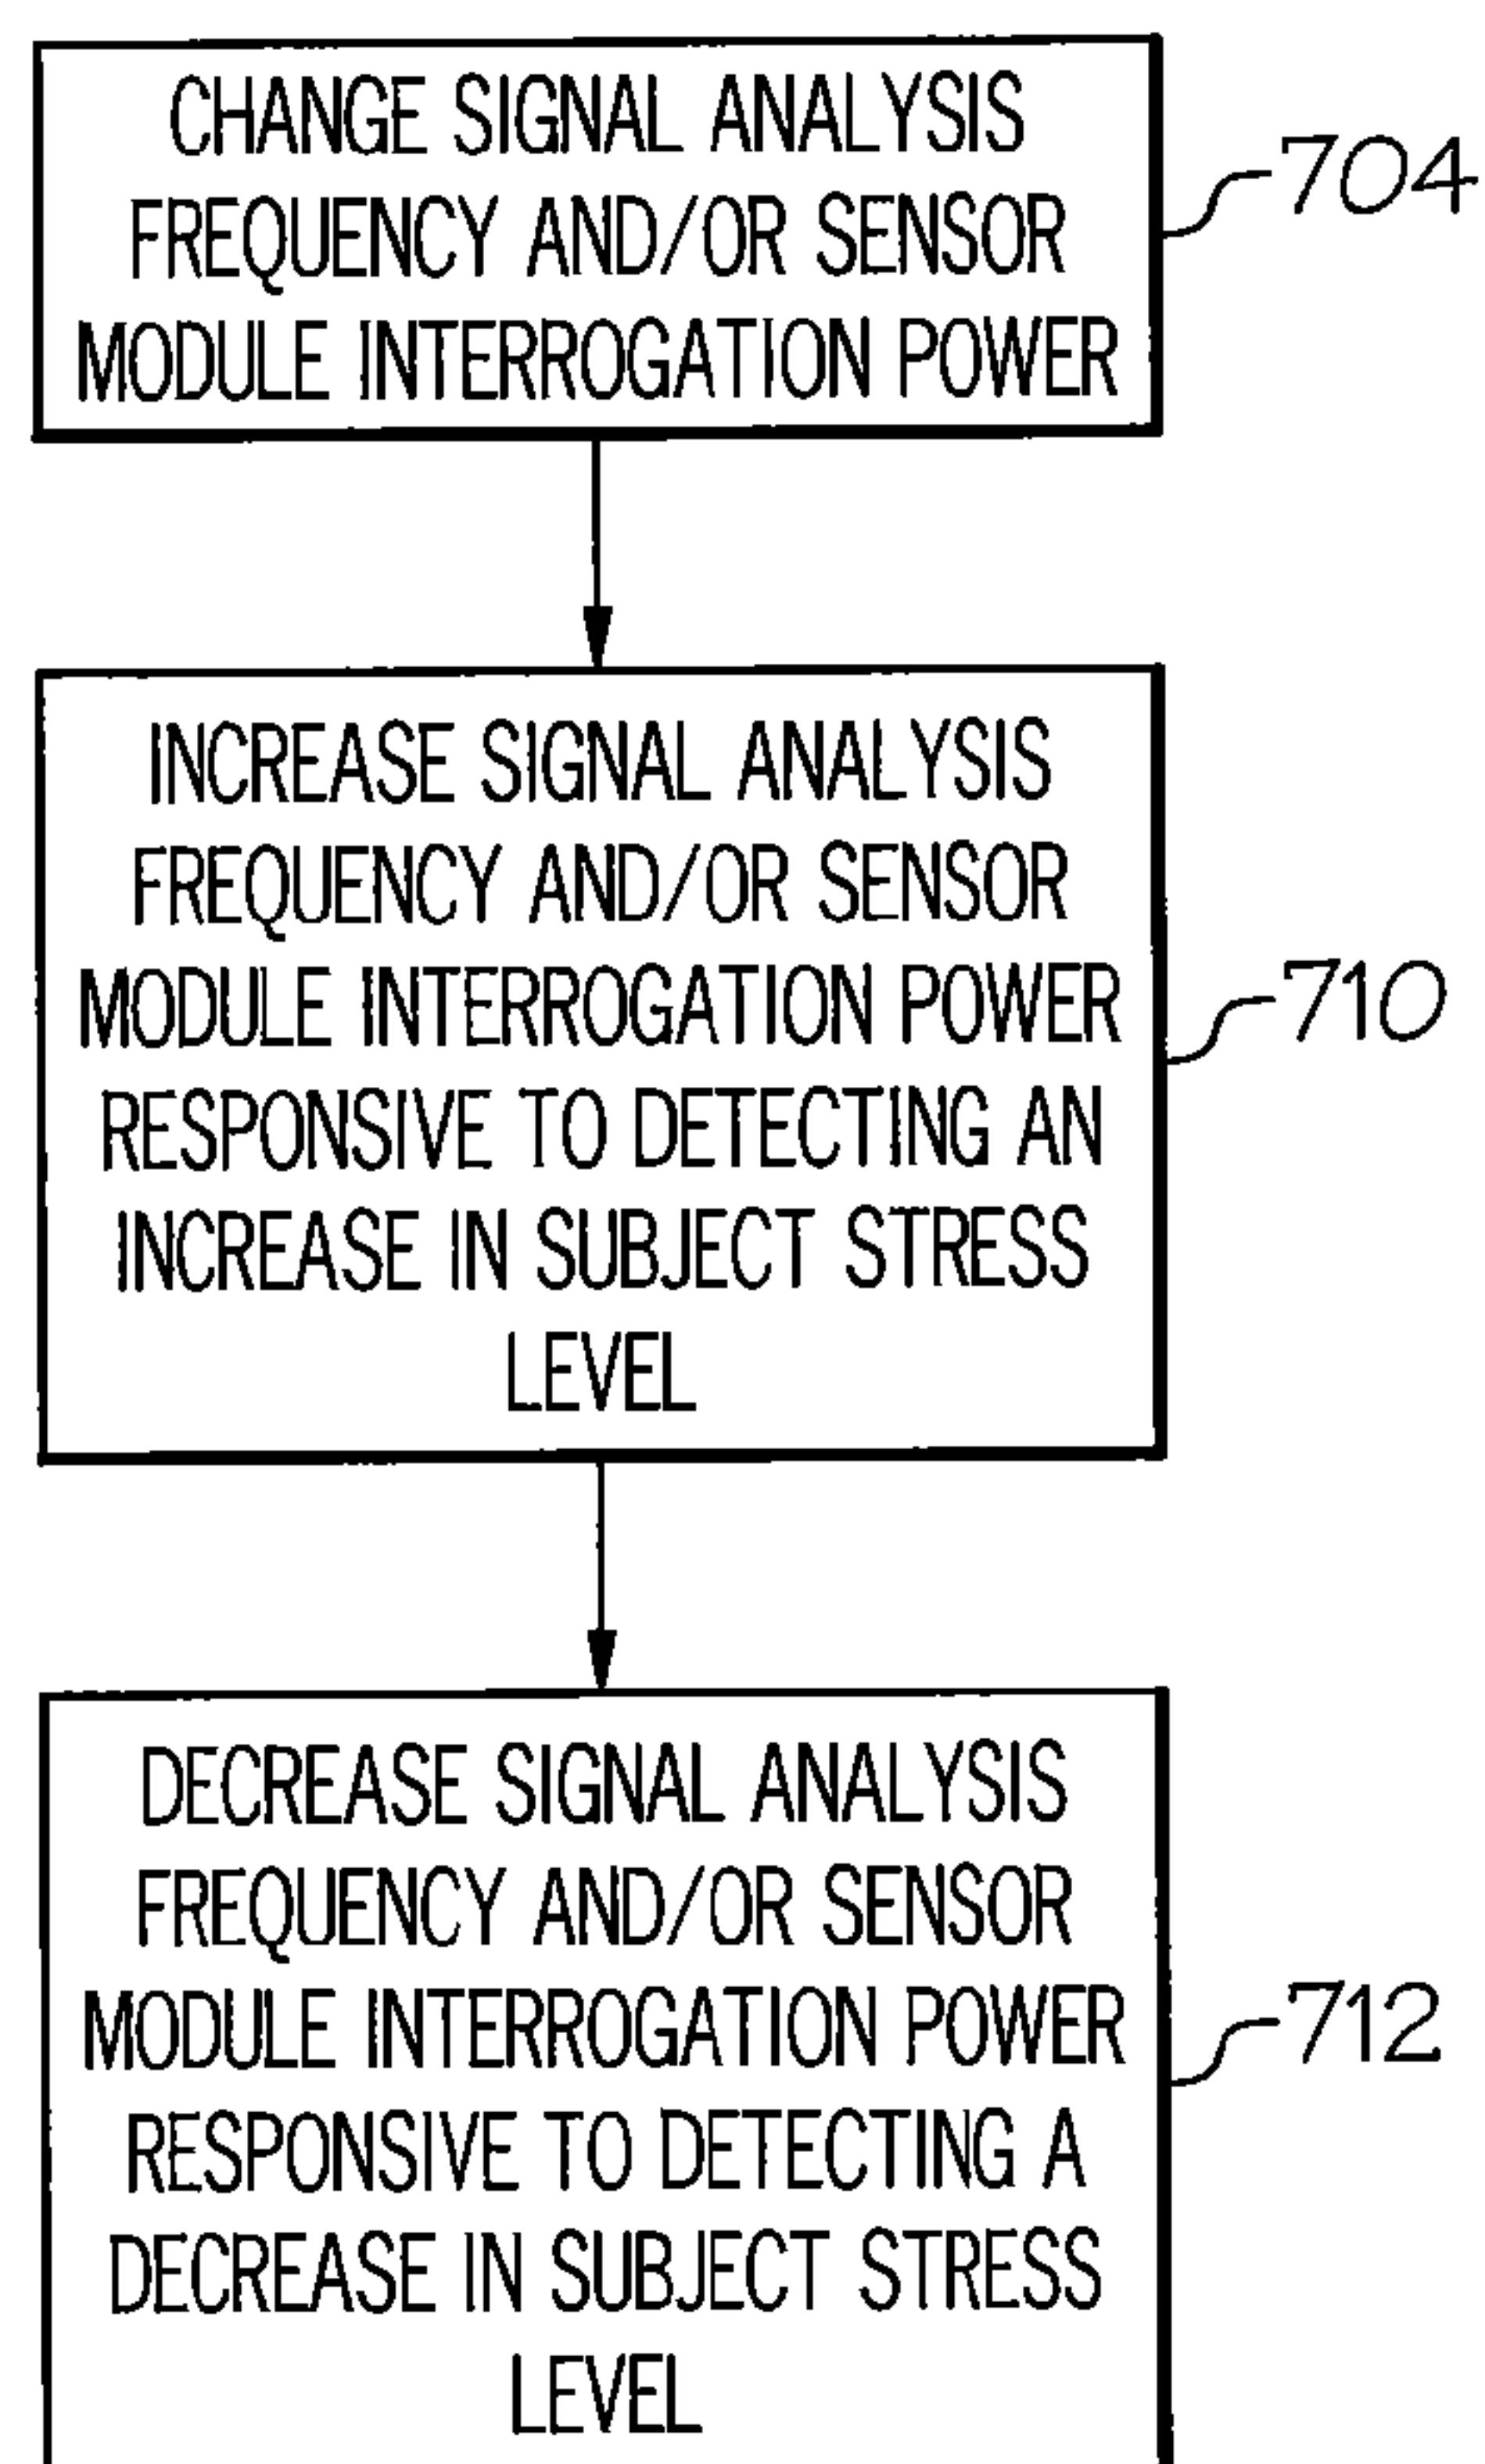 CHANGE SIGNAL ANALYSIS
FREQUENCY AND/OR SENSOR
MODULE INTERROGATION POWER
704
INCREASE SIGNAL ANALYSIS
FREQUENCY AND/OR SENSOR
MODULE INTERROGATION POWER
RESPONSIVE TO DETECTING AN
INCREASE IN SUBJECT STRESS
LEVEL
710
DECREASE SIGNAL ANALYSIS
FREQUENCY AND/OR SENSOR
MODULE INTERROGATION POWER
RESPONSIVE TO DETECTING A
DECREASE IN SUBJECT STRESS
LEVEL
712